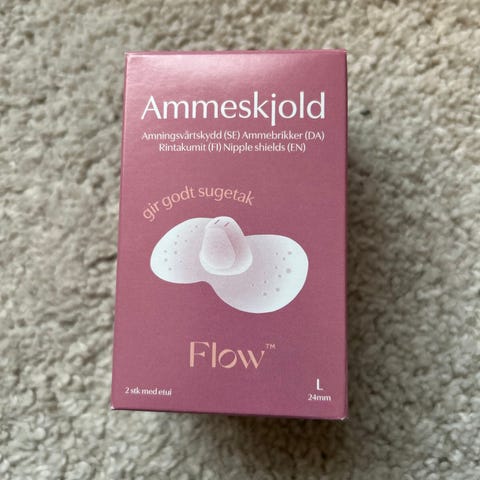 Ammeskjold
Amningsvårtskydd (SE) Ammebrikker (DA)
Rintakumit (FI) Nipple shields (EN)
gir godt sugetak
Flow™
2 stk med etui
L
24mm